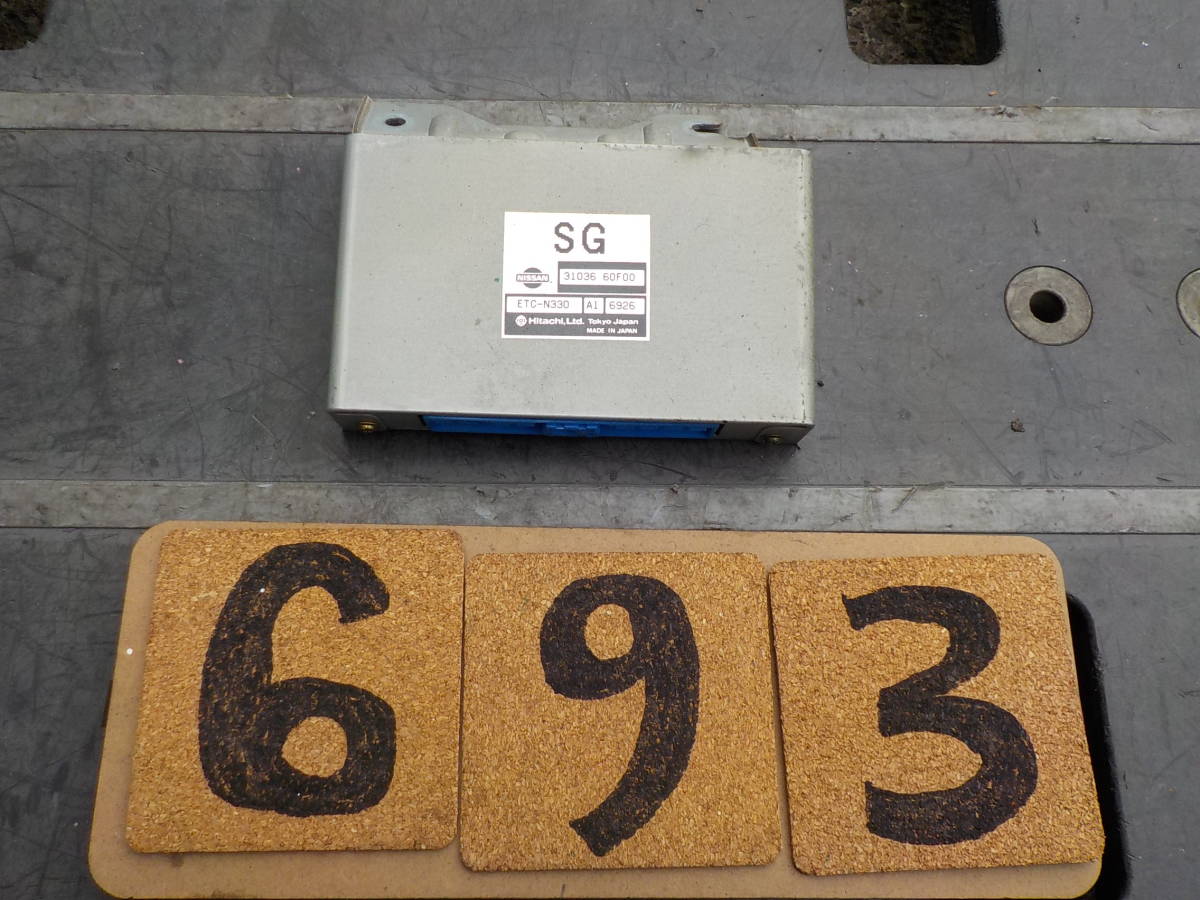 SG
NISSAN 31036 60F00
ETC-N330 A1 6926
Hitachi, Ltd. Tokyo Japan
MADE IN JAPAN
693